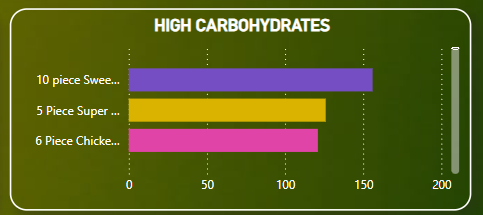 HIGH CARBOHYDRATES
10 piece Swee...
5 Piece Super ...
6 Piece Chicke...
0 50 100 150 200